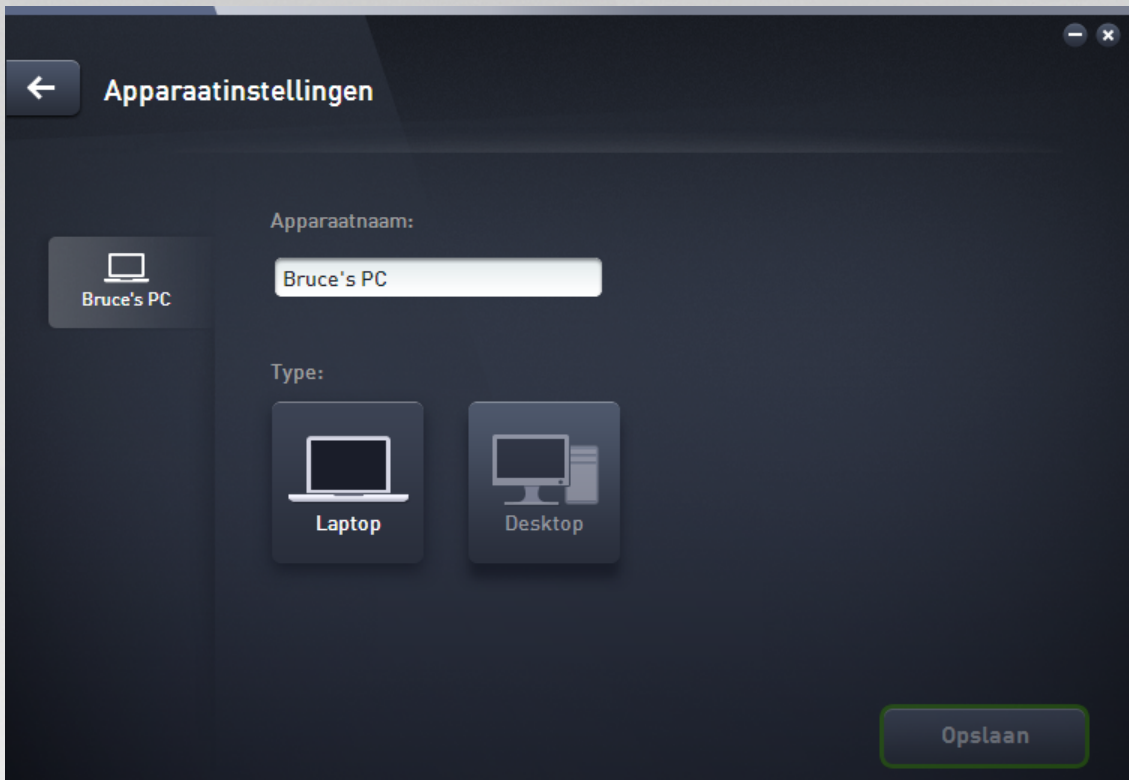 Apparaatinstellingen
Bruce's PC
Apparaatnaam:
Bruce's PC
Type:
Laptop
Desktop
Opslaan